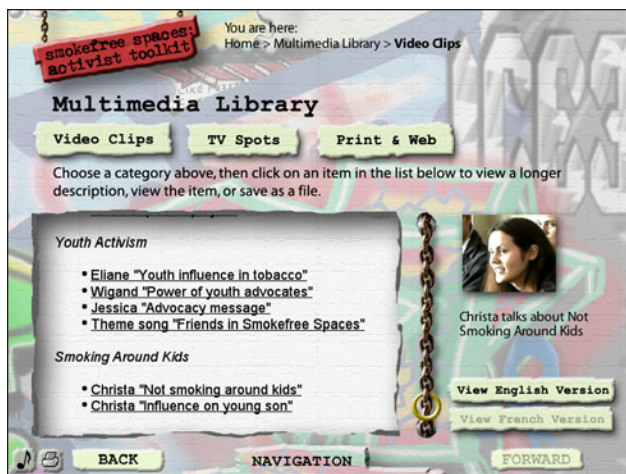 smokefree spaces:
activist toolkit
You are here:
Home > Multimedia Library > Video Clips
Multimedia Library
Video Clips
TV Spots
Print & Web
Choose a category above, then click on an item in the list below to view a longer
description, view the item, or save as a file.
Youth Activism
• Eliane "Youth influence in tobacco"
• Wigand "Power of youth advocates"
• Jessica "Advocacy message"
• Theme song "Friends in Smokefree Spaces"
Smoking Around Kids
• Christa "Not smoking around kids"
• Christa "Influence on young son"
Christa talks about Not
Smoking Around Kids
View English Version
View French Version
BACK
NAVIGATION
FORWARD